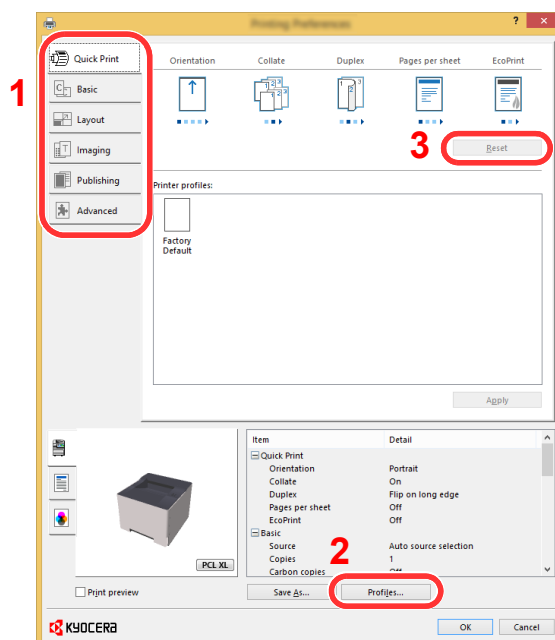 Printing Preferences
?
1
Quick Print
Basic
Layout
Imaging
Publishing
Advanced
Orientation Collate Duplex Pages per sheet EcoPrint
3
Reset
Printer profiles:
Factory
Default
Apply
Item Detail
Quick Print
Orientation Portrait
Collate On
Duplex Flip on long edge
Pages per sheet Off
EcoPrint Off
Basic
Source Auto source selection
Copies 1
Carbon copies Off
2
PCL XL
Print preview
Save As...
Profiles...
KYOCERA
OK Cancel